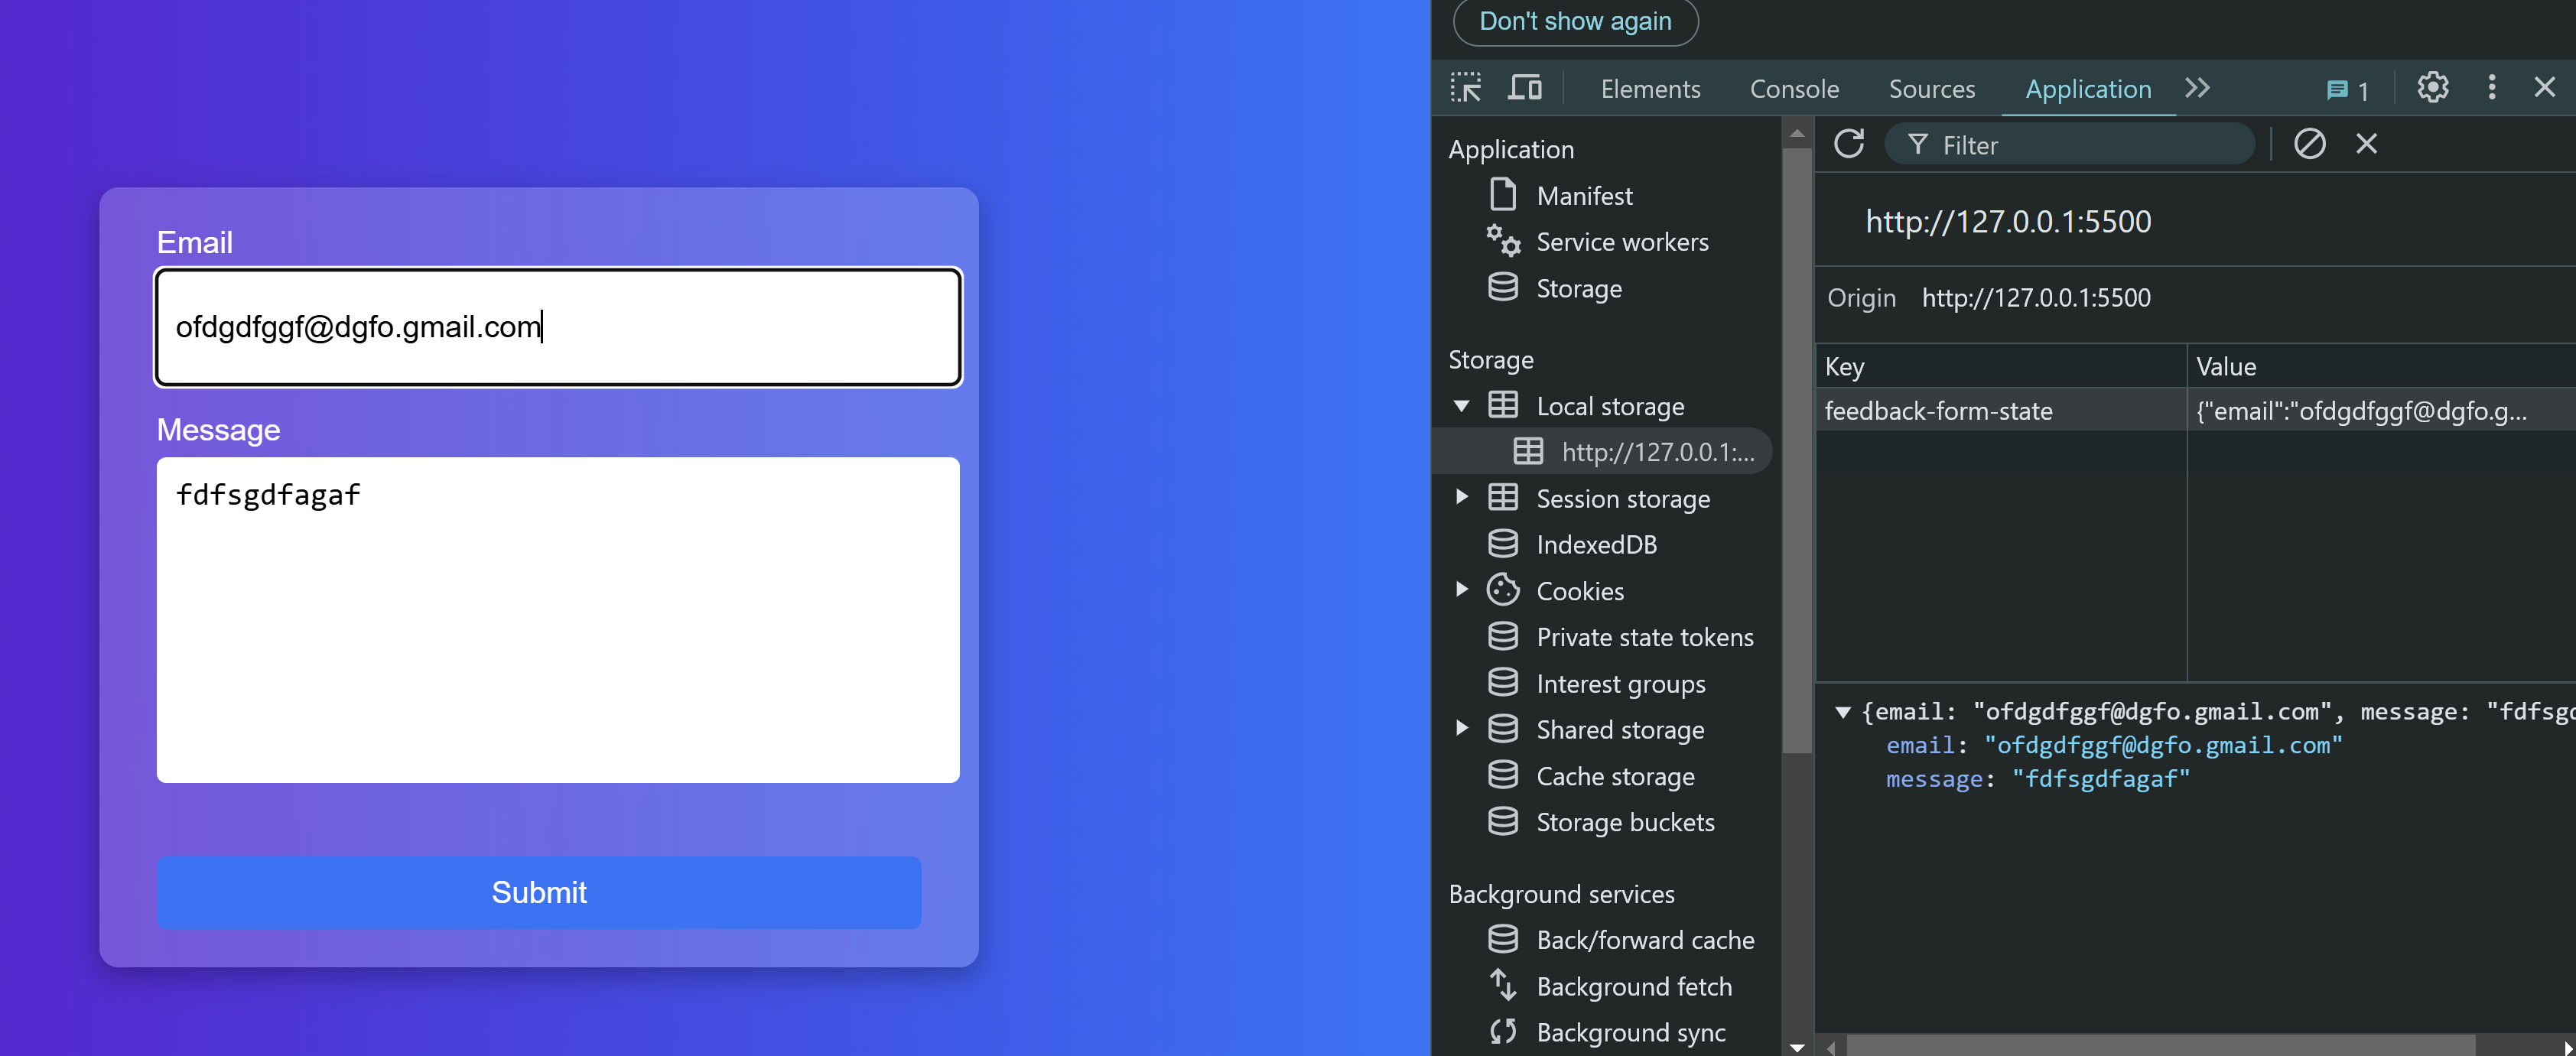 Email
ofdgdfggf@dgfo.gmail.com
Message
fdfsgdfagaf
Submit
Don't show again
Elements Console Sources Application 1
Application
Manifest
Service workers
Storage
Storage
Local storage
http://127.0.0.1:...
Session storage
IndexedDB
Cookies
Private state tokens
Interest groups
Shared storage
Cache storage
Storage buckets
Background services
Back/forward cache
Background fetch
Background sync
Filter
http://127.0.0.1:5500
Origin http://127.0.0.1:5500
Key Value
feedback-form-state {"email":"ofdgdfggf@dgfo.g...
{email: "ofdgdfggf@dgfo.gmail.com", message: "fdfsg
email: "ofdgdfggf@dgfo.gmail.com"
message: "fdfsgdfagaf"